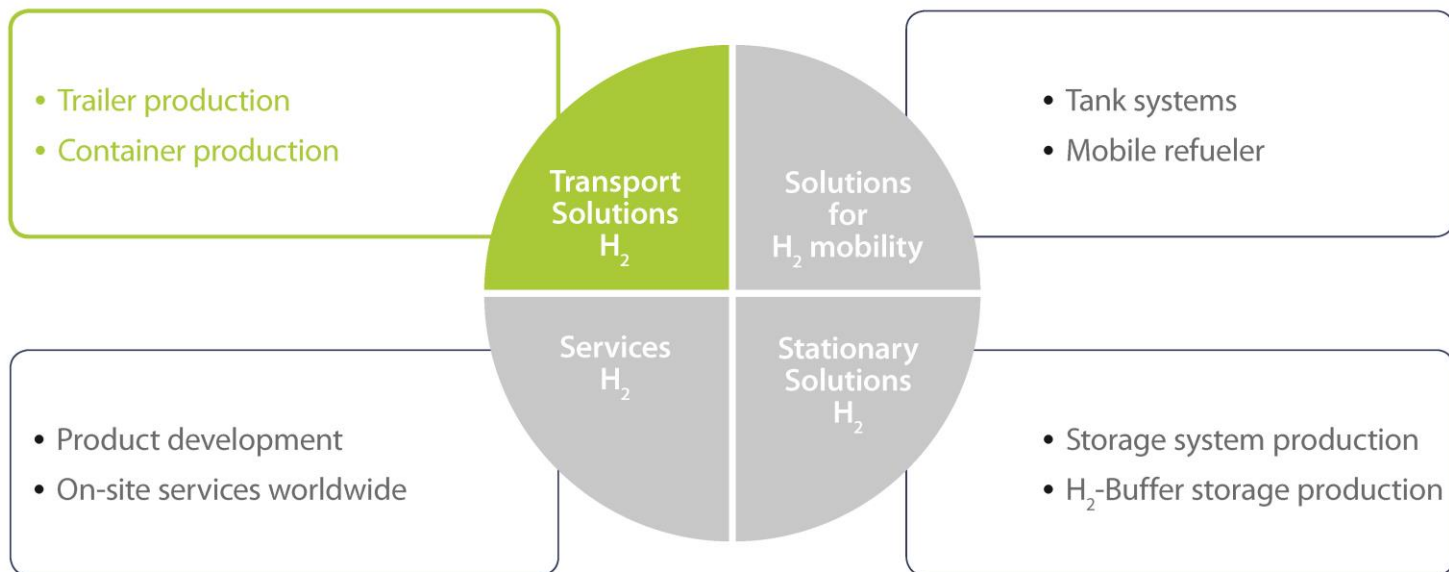 • Trailer production
• Container production
Transport
Solutions
H₂
Solutions
for
H₂ mobility
• Tank systems
• Mobile refueler
• Product development
• On-site services worldwide
Services
H₂
Stationary
Solutions
H₂
• Storage system production
• H₂-Buffer storage production